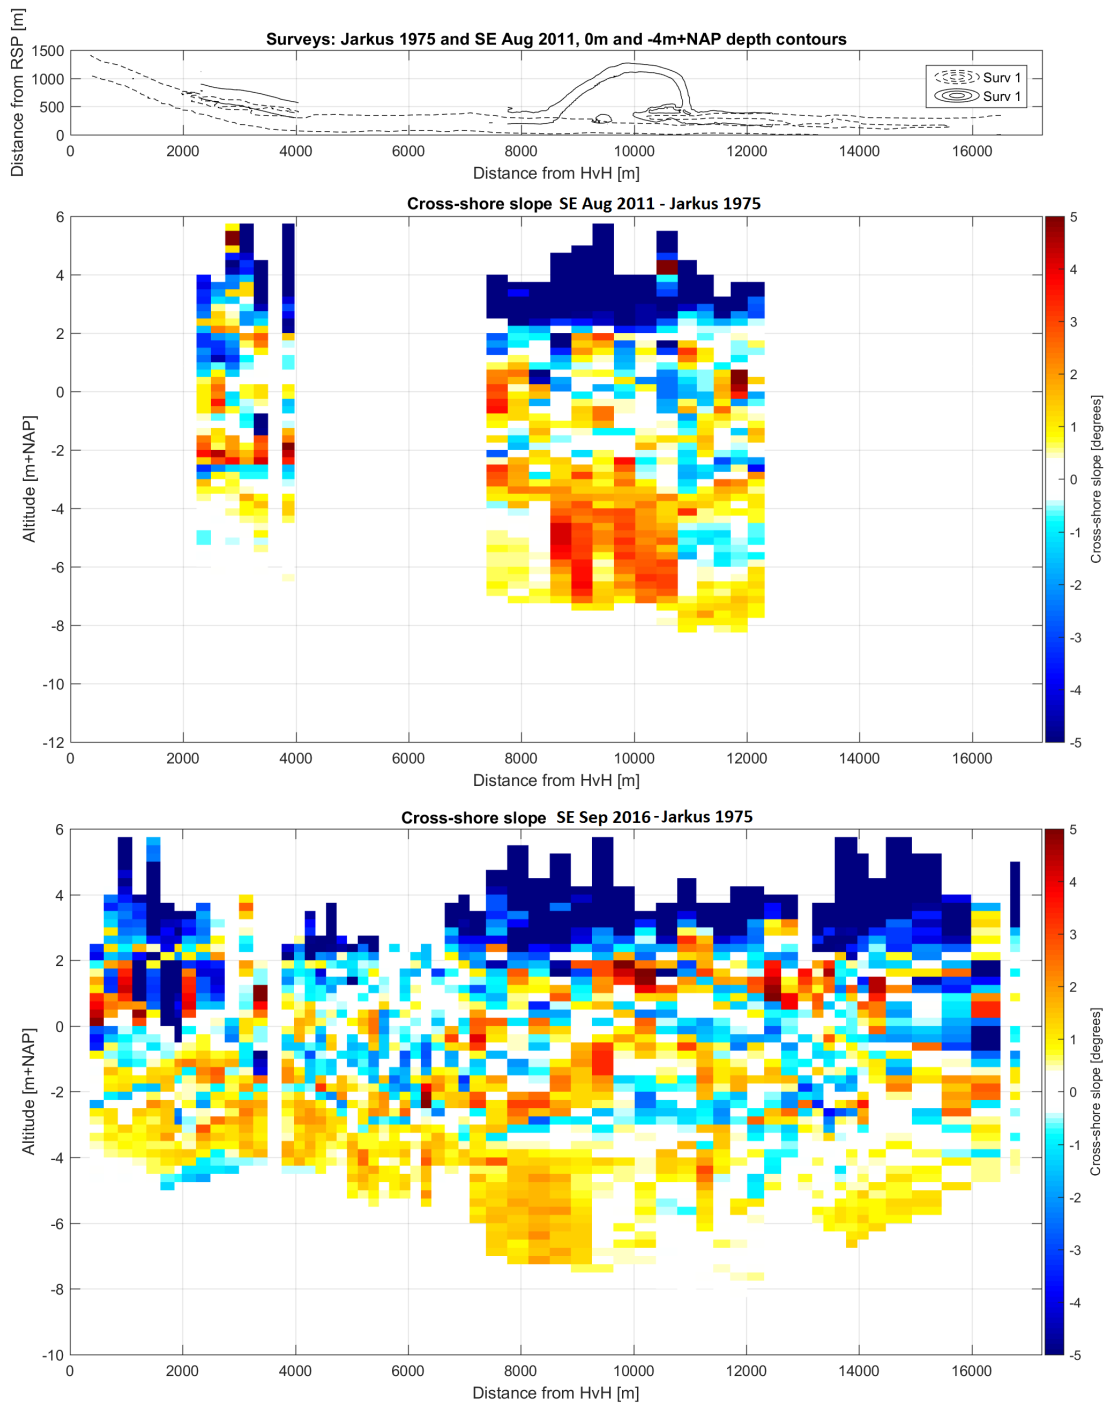 Surveys: Jarkus 1975 and SE Aug 2011, 0m and -4m+NAP depth contours
Distance from RSP [m]
1500
1000
500
0
Surv 1
Surv 1
0 2000 4000 6000 8000 10000 12000 14000 16000
Distance from HvH [m]
Cross-shore slope SE Aug 2011 - Jarkus 1975
Altitude [m+NAP]
6
4
2
0
-2
-4
-6
-8
-10
-12
0 2000 4000 6000 8000 10000 12000 14000 16000
Distance from HvH [m]
5
4
3
2
1
0
-1
-2
-3
-4
-5
Cross-shore slope [degrees]
Cross-shore slope SE Sep 2016 - Jarkus 1975
Altitude [m+NAP]
6
4
2
0
-2
-4
-6
-8
-10
0 2000 4000 6000 8000 10000 12000 14000 16000
Distance from HvH [m]
5
4
3
2
1
0
-1
-2
-3
-4
-5
Cross-shore slope [degrees]